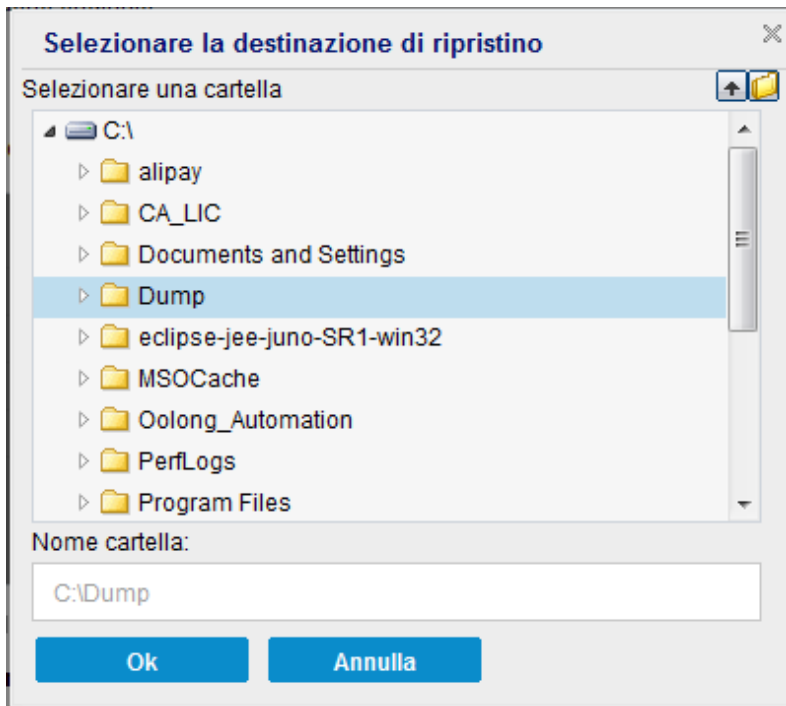 Selezionare la destinazione di ripristino
Selezionare una cartella
C:\
alipay
CA_LIC
Documents and Settings
Dump
eclipse-jee-juno-SR1-win32
MSOCache
Oolong_Automation
PerfLogs
Program Files
Nome cartella:
C:\Dump
Ok
Annulla